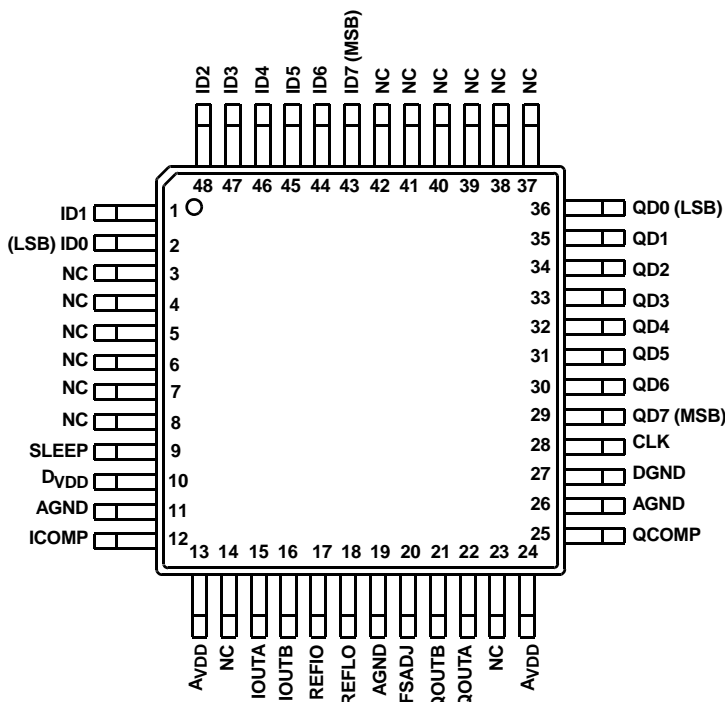 ID2
ID3
ID4
ID5
ID6
ID7 (MSB)
NC
NC
NC
NC
NC
NC
48 47 46 45 44 43 42 41 40 39 38 37
ID1 1
(LSB) ID0 2
NC 3
NC 4
NC 5
NC 6
NC 7
NC 8
SLEEP 9
DVDD 10
AGND 11
ICOMP 12
36 QD0 (LSB)
35 QD1
34 QD2
33 QD3
32 QD4
31 QD5
30 QD6
29 QD7 (MSB)
28 CLK
27 DGND
26 AGND
25 QCOMP
13 14 15 16 17 18 19 20 21 22 23 24
AVDD
NC
IOUTA
IOUTB
REFIO
REFLO
AGND
FSADJ
QOUTB
QOUTA
NC
AVDD